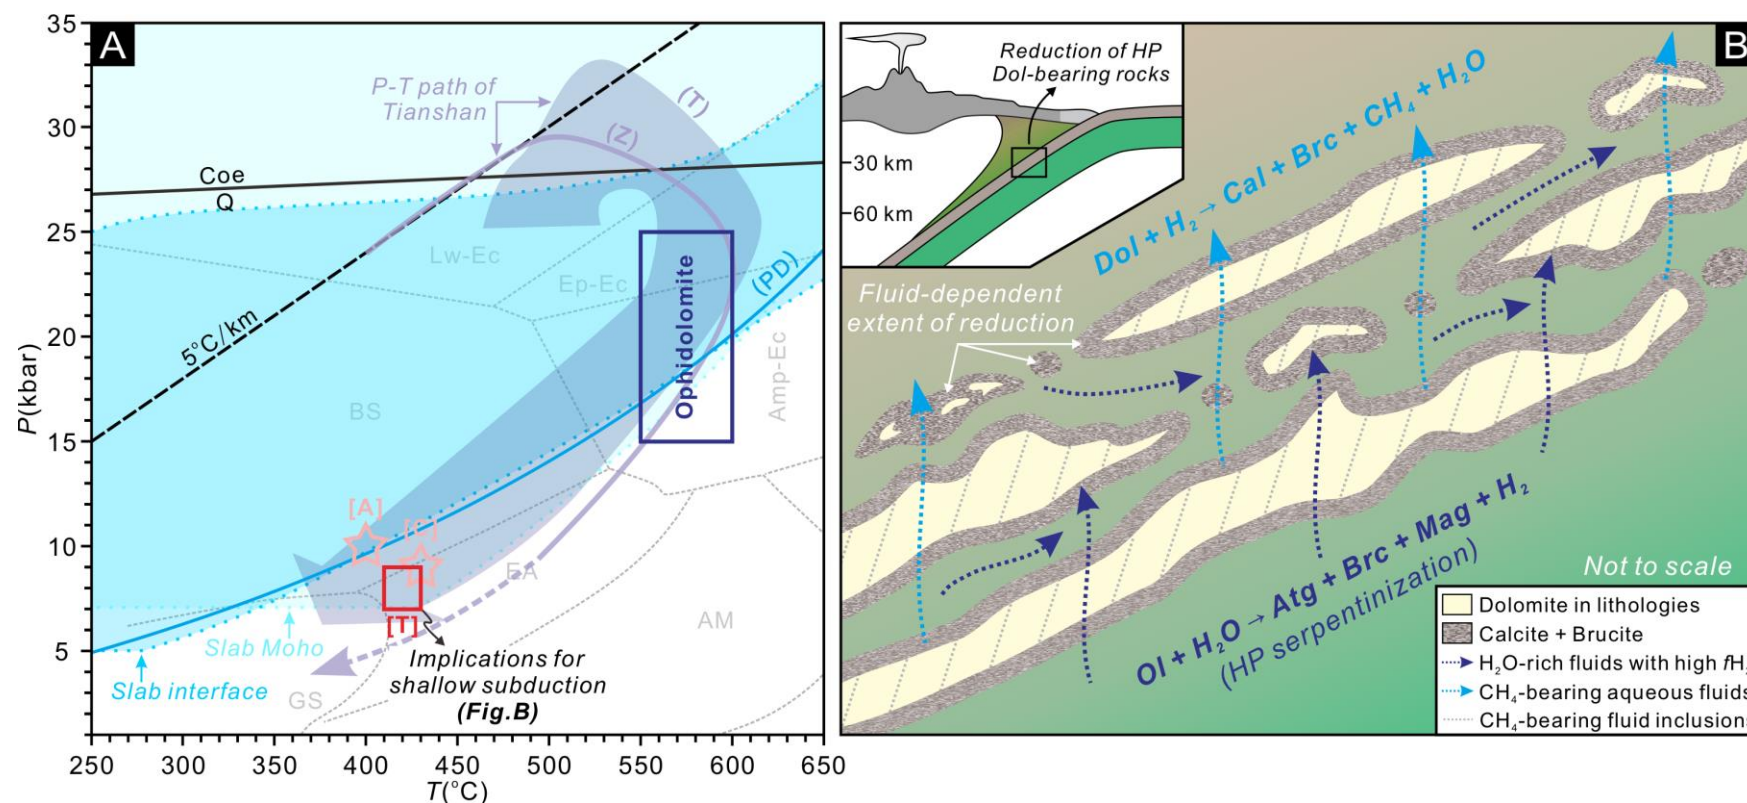 A
35
30
25
20
15
10
5
P(kbar)
250
300
350
400
450
500
550
600
650
T(°C)
P-T path of
Tianshan
(T)
(Z)
Coe
Q
5°C/km
Lw-Ec
Ep-Ec
(PD)
Ophidolomite
Amp-Ec
BS
[A]
EA
AM
[T]
GS
Slab Moho
Slab interface
Implications for
shallow subduction
(Fig.B)
B
Reduction of HP
Dol-bearing rocks
30 km
60 km
Dol + H₂ → Cal + Brc + CH₄ + H₂O
Fluid-dependent
extent of reduction
Ol + H₂O → Atg + Brc + Mag + H₂
(HP serpentinization)
Not to scale
Dolomite in lithologies
Calcite + Brucite
H₂O-rich fluids with high fH₂
CH₄-bearing aqueous fluids
CH₄-bearing fluid inclusions